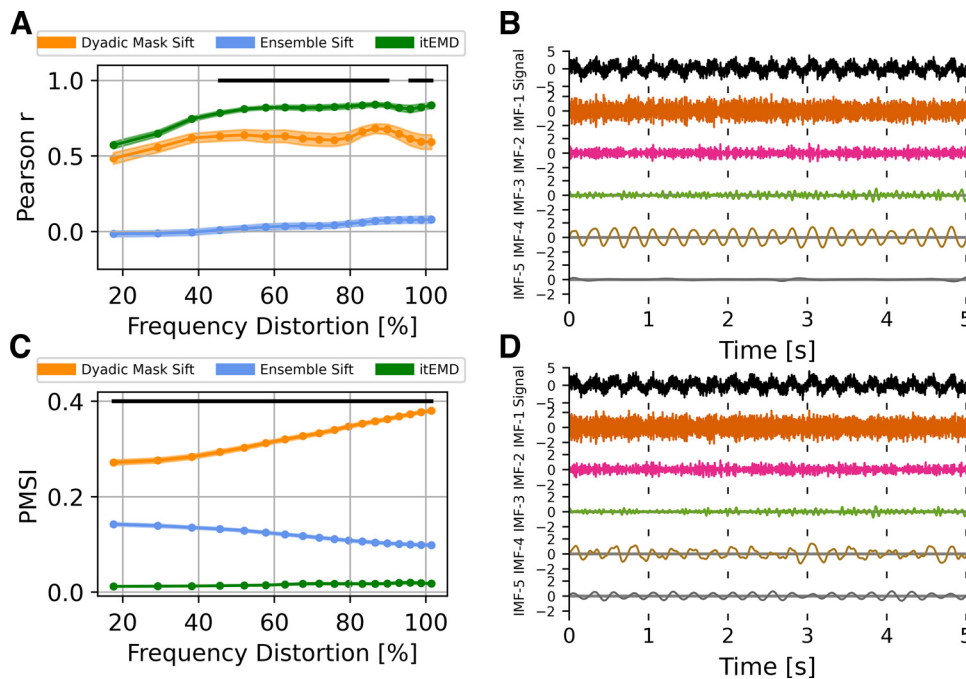 A
Dyadic Mask Sift Ensemble Sift itEMD
1.0
0.5
0.0
Pearson r
20 40 60 80 100
Frequency Distortion [%]
B
5
0
−5
2
0
−2
2
0
−2
2
0
−2
2
0
−2
2
0
−2
IMF-5 IMF-4 IMF-3 IMF-2 IMF-1 Signal
0 1 2 3 4 5
Time [s]
C
Dyadic Mask Sift Ensemble Sift itEMD
0.4
0.2
0.0
PMSI
20 40 60 80 100
Frequency Distortion [%]
D
5
0
−5
2
0
−2
2
0
−2
2
0
−2
2
0
−2
2
0
−2
IMF-5 IMF-4 IMF-3 IMF-2 IMF-1 Signal
0 1 2 3 4 5
Time [s]